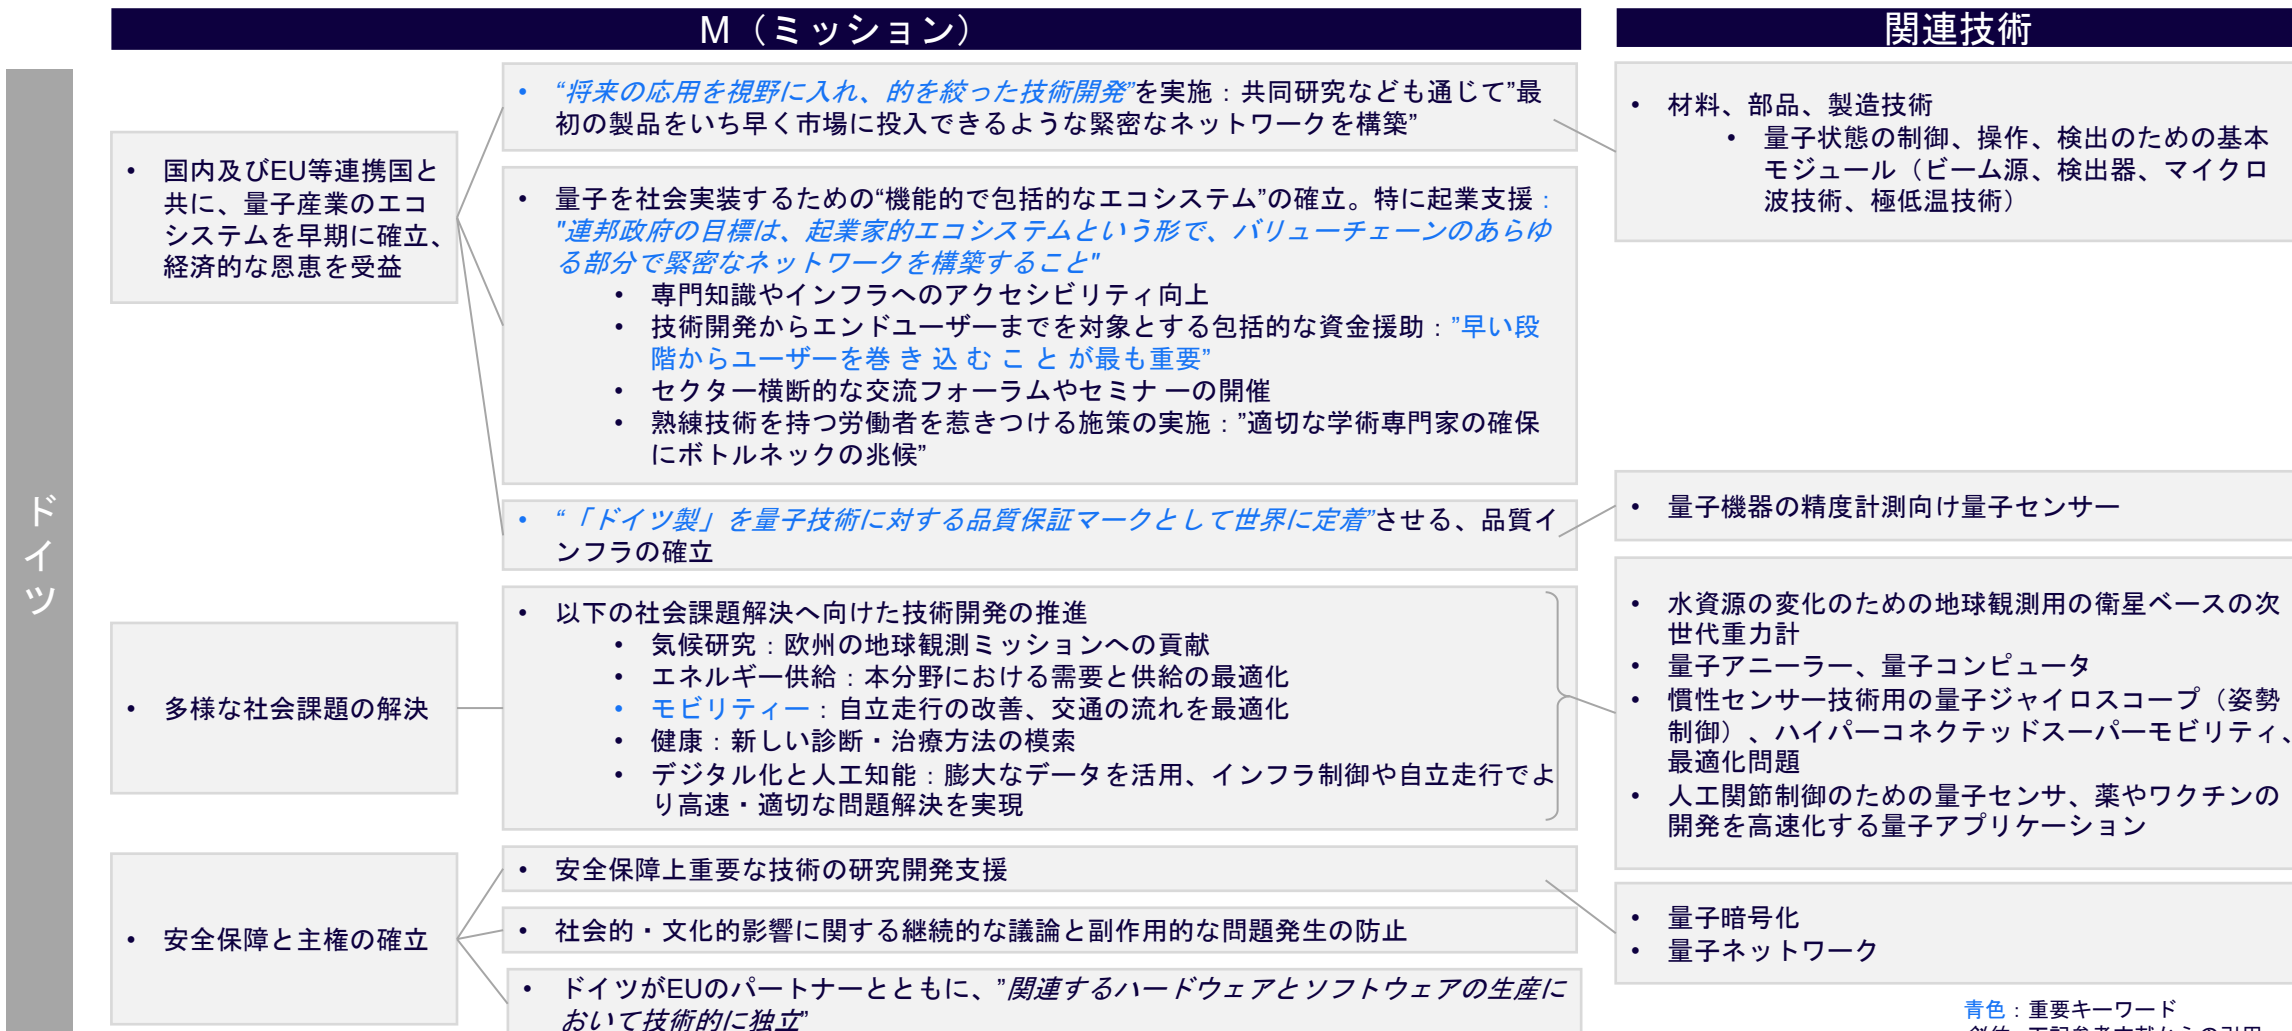 M（ミッション）
関連技術
ドイツ
• 国内及びEU等連携国と
共に、量子産業のエコ
システムを早期に確立、
経済的な恩恵を受益
• “将来の応用を視野に入れ、的を絞った技術開発”を実施：共同研究なども通じて”最
初の製品をいち早く市場に投入できるような緊密なネットワークを構築”
• 量子を社会実装するための“機能的で包括的なエコシステム”の確立。特に起業支援：
"連邦政府の目標は、起業家的エコシステムという形で、バリューチェーンのあらゆ
る部分で緊密なネットワークを構築すること"
• 専門知識やインフラへのアクセシビリティ向上
• 技術開発からエンドユーザーまでを対象とする包括的な資金援助：”早い段
階からユーザーを巻き込むことが最も重要”
• セクター横断的な交流フォーラムやセミナーの開催
• 熟練技術を持つ労働者を惹きつける施策の実施：”適切な学術専門家の確保
にボトルネックの兆候”
• “「ドイツ製」を量子技術に対する品質保証マークとして世界に定着”させる、品質イ
ンフラの確立
• 材料、部品、製造技術
• 量子状態の制御、操作、検出のための基本
モジュール（ビーム源、検出器、マイクロ
波技術、極低温技術）
• 量子機器の精度計測向け量子センサー
• 多様な社会課題の解決
• 以下の社会課題解決へ向けた技術開発の推進
• 気候研究：欧州の地球観測ミッションへの貢献
• エネルギー供給：本分野における需要と供給の最適化
• モビリティー：自立走行の改善、交通の流れを最適化
• 健康：新しい診断・治療方法の模索
• デジタル化と人工知能：膨大なデータを活用、インフラ制御や自立走行でよ
り高速・適切な問題解決を実現
• 水資源の変化のための地球観測用の衛星ベースの次
世代重力計
• 量子アニーラー、量子コンピュータ
• 慣性センサー技術用の量子ジャイロスコープ（姿勢
制御）、ハイパーコネクテッドスーパーモビリティ、
最適化問題
• 人工関節制御のための量子センサ、薬やワクチンの
開発を高速化する量子アプリケーション
• 安全保障と主権の確立
• 安全保障上重要な技術の研究開発支援
• 社会的・文化的影響に関する継続的な議論と副作用的な問題発生の防止
• ドイツがEUのパートナーとともに、”関連するハードウェアとソフトウェアの生産に
おいて技術的に独立”
• 量子暗号化
• 量子ネットワーク
青色：重要キーワード